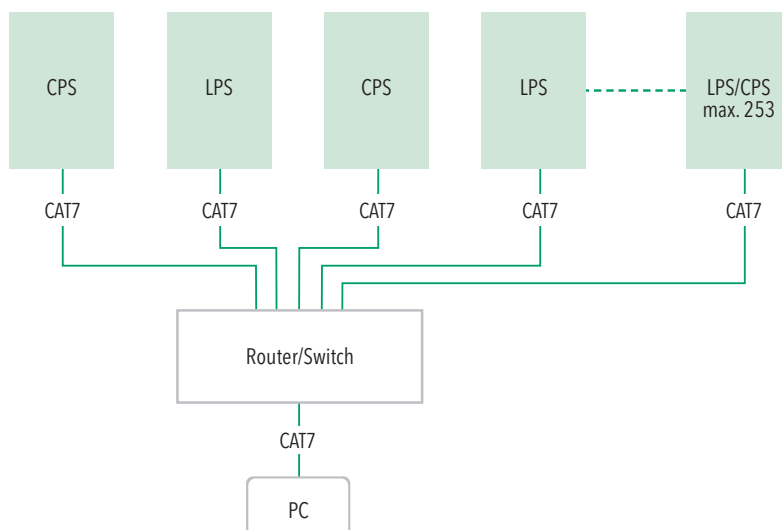 CPS
LPS
CPS
LPS
LPS/CPS
max. 253
CAT7
CAT7
CAT7
CAT7
CAT7
Router/Switch
CAT7
PC